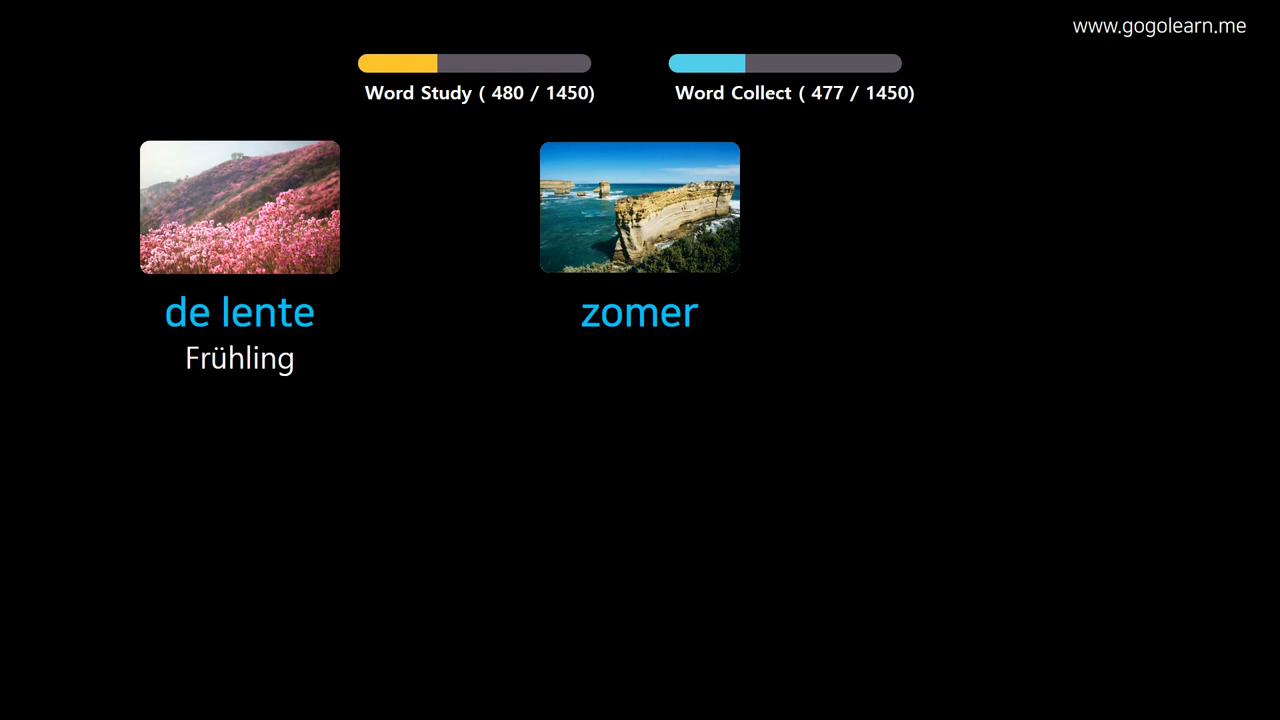 www.gogolearn.me
Word Study ( 480 / 1450)
Word Collect ( 477 / 1450)
de lente
zomer
Frühling